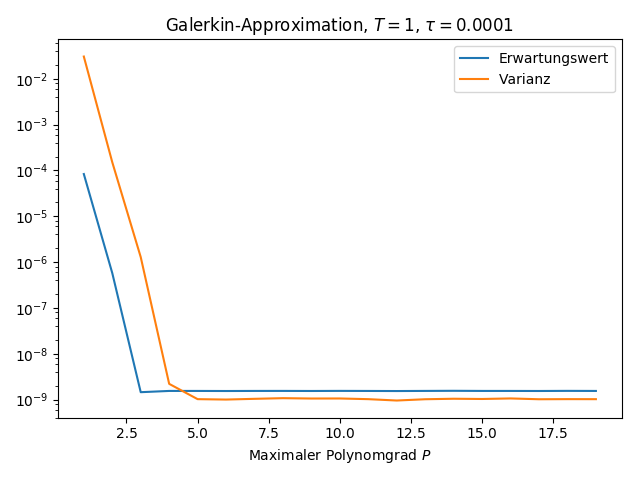 Galerkin-Approximation, $T = 1$, $\tau = 0.0001$
Erwartungswert
Varianz
10⁻²
10⁻³
10⁻⁴
10⁻⁵
10⁻⁶
10⁻⁷
10⁻⁸
10⁻⁹
2.5 5.0 7.5 10.0 12.5 15.0 17.5
Maximaler Polynomgrad $P$